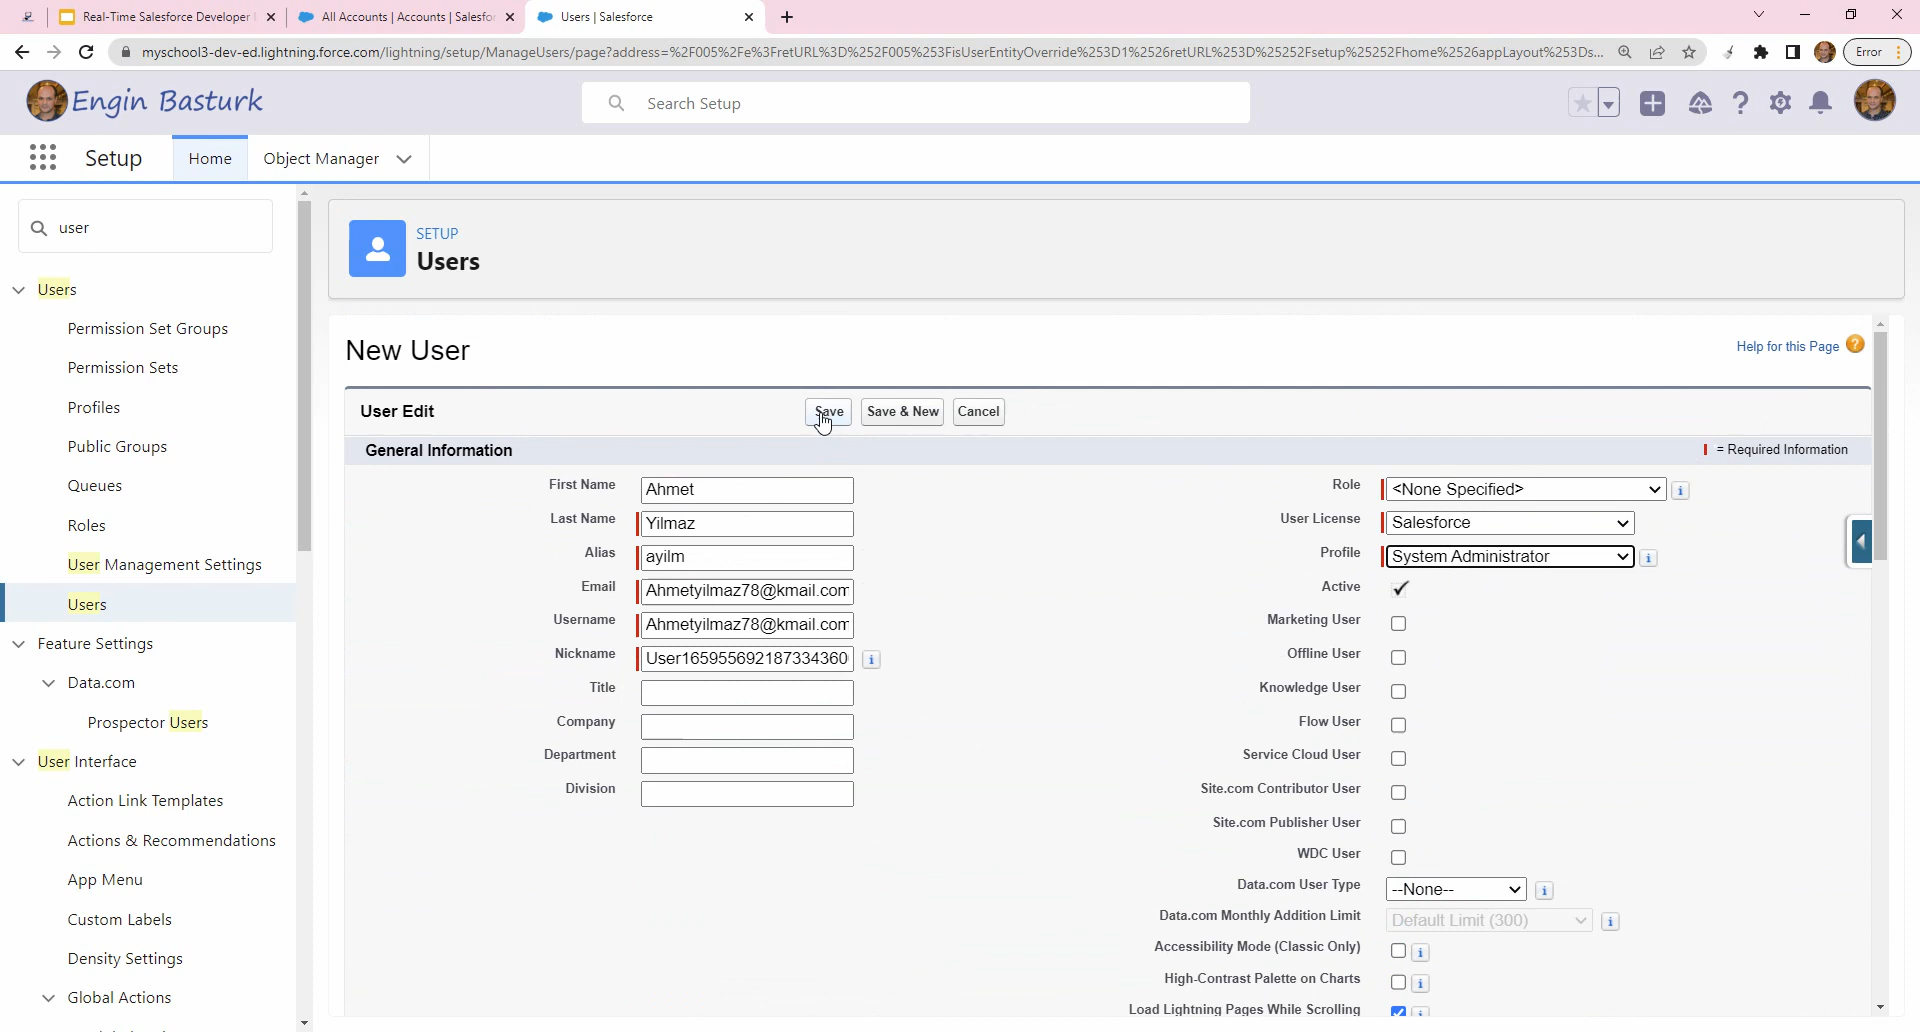 Real-Time Salesforce Developer
All Accounts | Accounts | Salesfor
Users | Salesforce
myschool3-dev-ed.lightning.force.com/lightning/setup/ManageUsers/page?address=%2F005%2Fe%3FretURL%3D%252F005%253FisUserEntityOverride%253D1%2526retURL%253D%25252Fsetup%25252Fhome%2526appLayout%253Ds...
Error
Engin Basturk
Search Setup
Setup
Home
Object Manager
user
Users
Permission Set Groups
Permission Sets
Profiles
Public Groups
Queues
Roles
User Management Settings
Users
Feature Settings
Data.com
Prospector Users
User Interface
Action Link Templates
Actions & Recommendations
App Menu
Custom Labels
Density Settings
Global Actions
SETUP
Users
New User
Help for this Page
User Edit
Save
Save & New
Cancel
General Information
= Required Information
First Name Ahmet
Last Name Yilmaz
Alias ayilm
Email Ahmetyilmaz78@kmail.com
Username Ahmetyilmaz78@kmail.com
Nickname User165955692187334360
Title
Company
Department
Division
Role <None Specified>
User License Salesforce
Profile System Administrator
Active
Marketing User
Offline User
Knowledge User
Flow User
Service Cloud User
Site.com Contributor User
Site.com Publisher User
WDC User
Data.com User Type --None--
Data.com Monthly Addition Limit Default Limit (300)
Accessibility Mode (Classic Only)
High-Contrast Palette on Charts
Load Lightning Pages While Scrolling